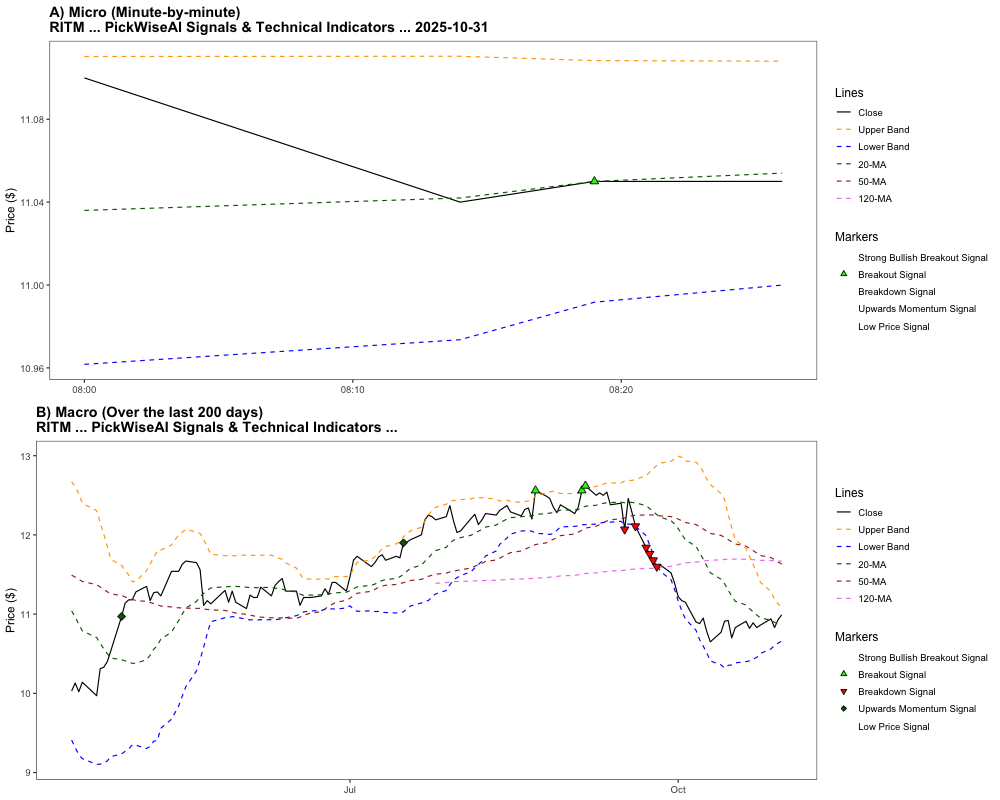 A) Micro (Minute-by-minute)
RITM ... PickWiseAI Signals & Technical Indicators ... 2025-10-31
Price ($)
11.08
11.04
11.00
10.96
08:00
08:10
08:20
Lines
Close
Upper Band
Lower Band
20-MA
50-MA
120-MA
Markers
Strong Bullish Breakout Signal
Breakout Signal
Breakdown Signal
Upwards Momentum Signal
Low Price Signal
B) Macro (Over the last 200 days)
RITM ... PickWiseAI Signals & Technical Indicators ...
Price ($)
13
12
11
10
9
Jul
Oct
Lines
Close
Upper Band
Lower Band
20-MA
50-MA
120-MA
Markers
Strong Bullish Breakout Signal
Breakout Signal
Breakdown Signal
Upwards Momentum Signal
Low Price Signal